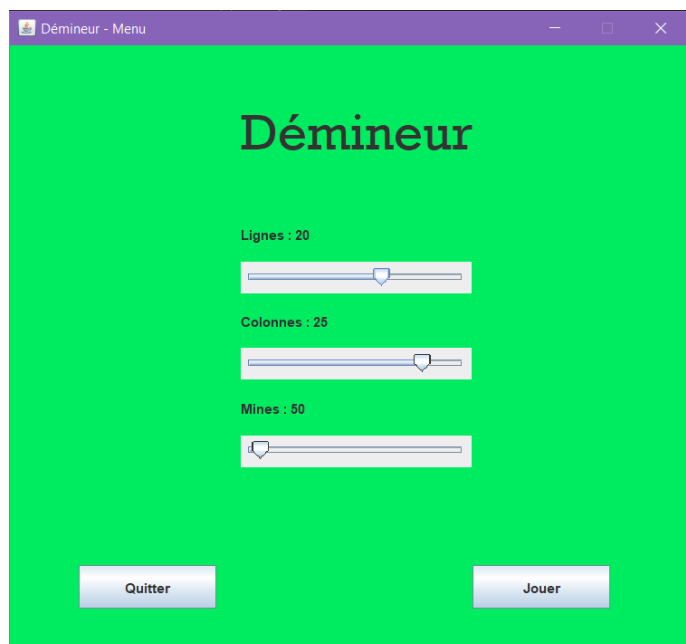 Démineur - Menu
Démineur
Lignes : 20
Colonnes : 25
Mines : 50
Quitter
Jouer